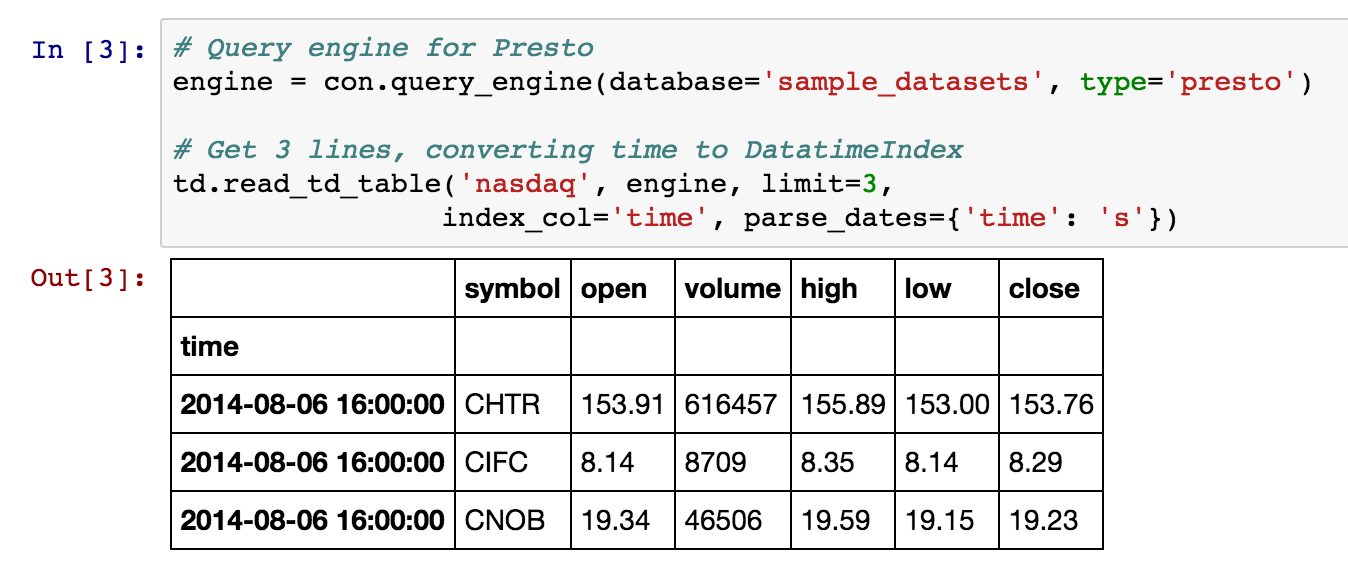 In [3]: # Query engine for Presto
engine = con.query_engine(database='sample_datasets', type='presto')
# Get 3 lines, converting time to DatatimeIndex
td.read_td_table('nasdaq', engine, limit=3,
index_col='time', parse_dates={'time': 's'})
Out[3]:
symbol open volume high low close
time
2014-08-06 16:00:00 CHTR 153.91 616457 155.89 153.00 153.76
2014-08-06 16:00:00 CIFC 8.14 8709 8.35 8.14 8.29
2014-08-06 16:00:00 CNOB 19.34 46506 19.59 19.15 19.23